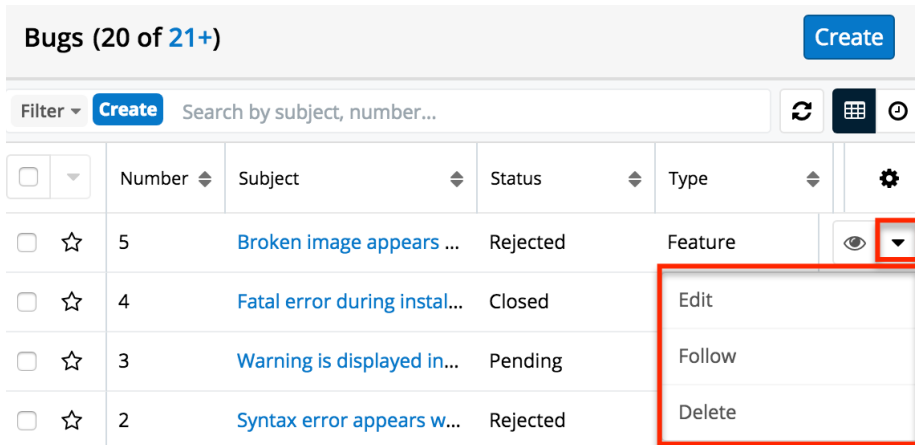 Bugs (20 of 21+)
Create
Filter Create Search by subject, number...
Number Subject Status Type
5 Broken image appears ... Rejected Feature
4 Fatal error during instal... Closed
Edit
3 Warning is displayed in... Pending
Follow
2 Syntax error appears w... Rejected
Delete